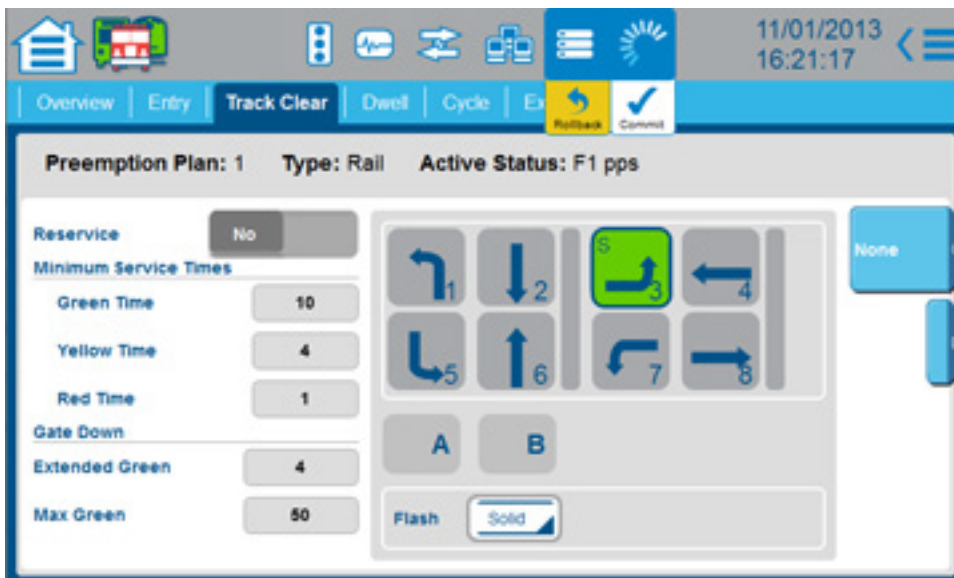 11/01/2013
16:21:17
Overview Entry Track Clear Dwell Cycle Ex
Rollback Commit
Preemption Plan: 1 Type: Rail Active Status: F1 pps
Reservice No
Minimum Service Times
Green Time 10
Yellow Time 4
Red Time 1
Gate Down
Extended Green 4
Max Green 50
1 2 S 3 4
5 6 7 8
A B
Flash Solid
None